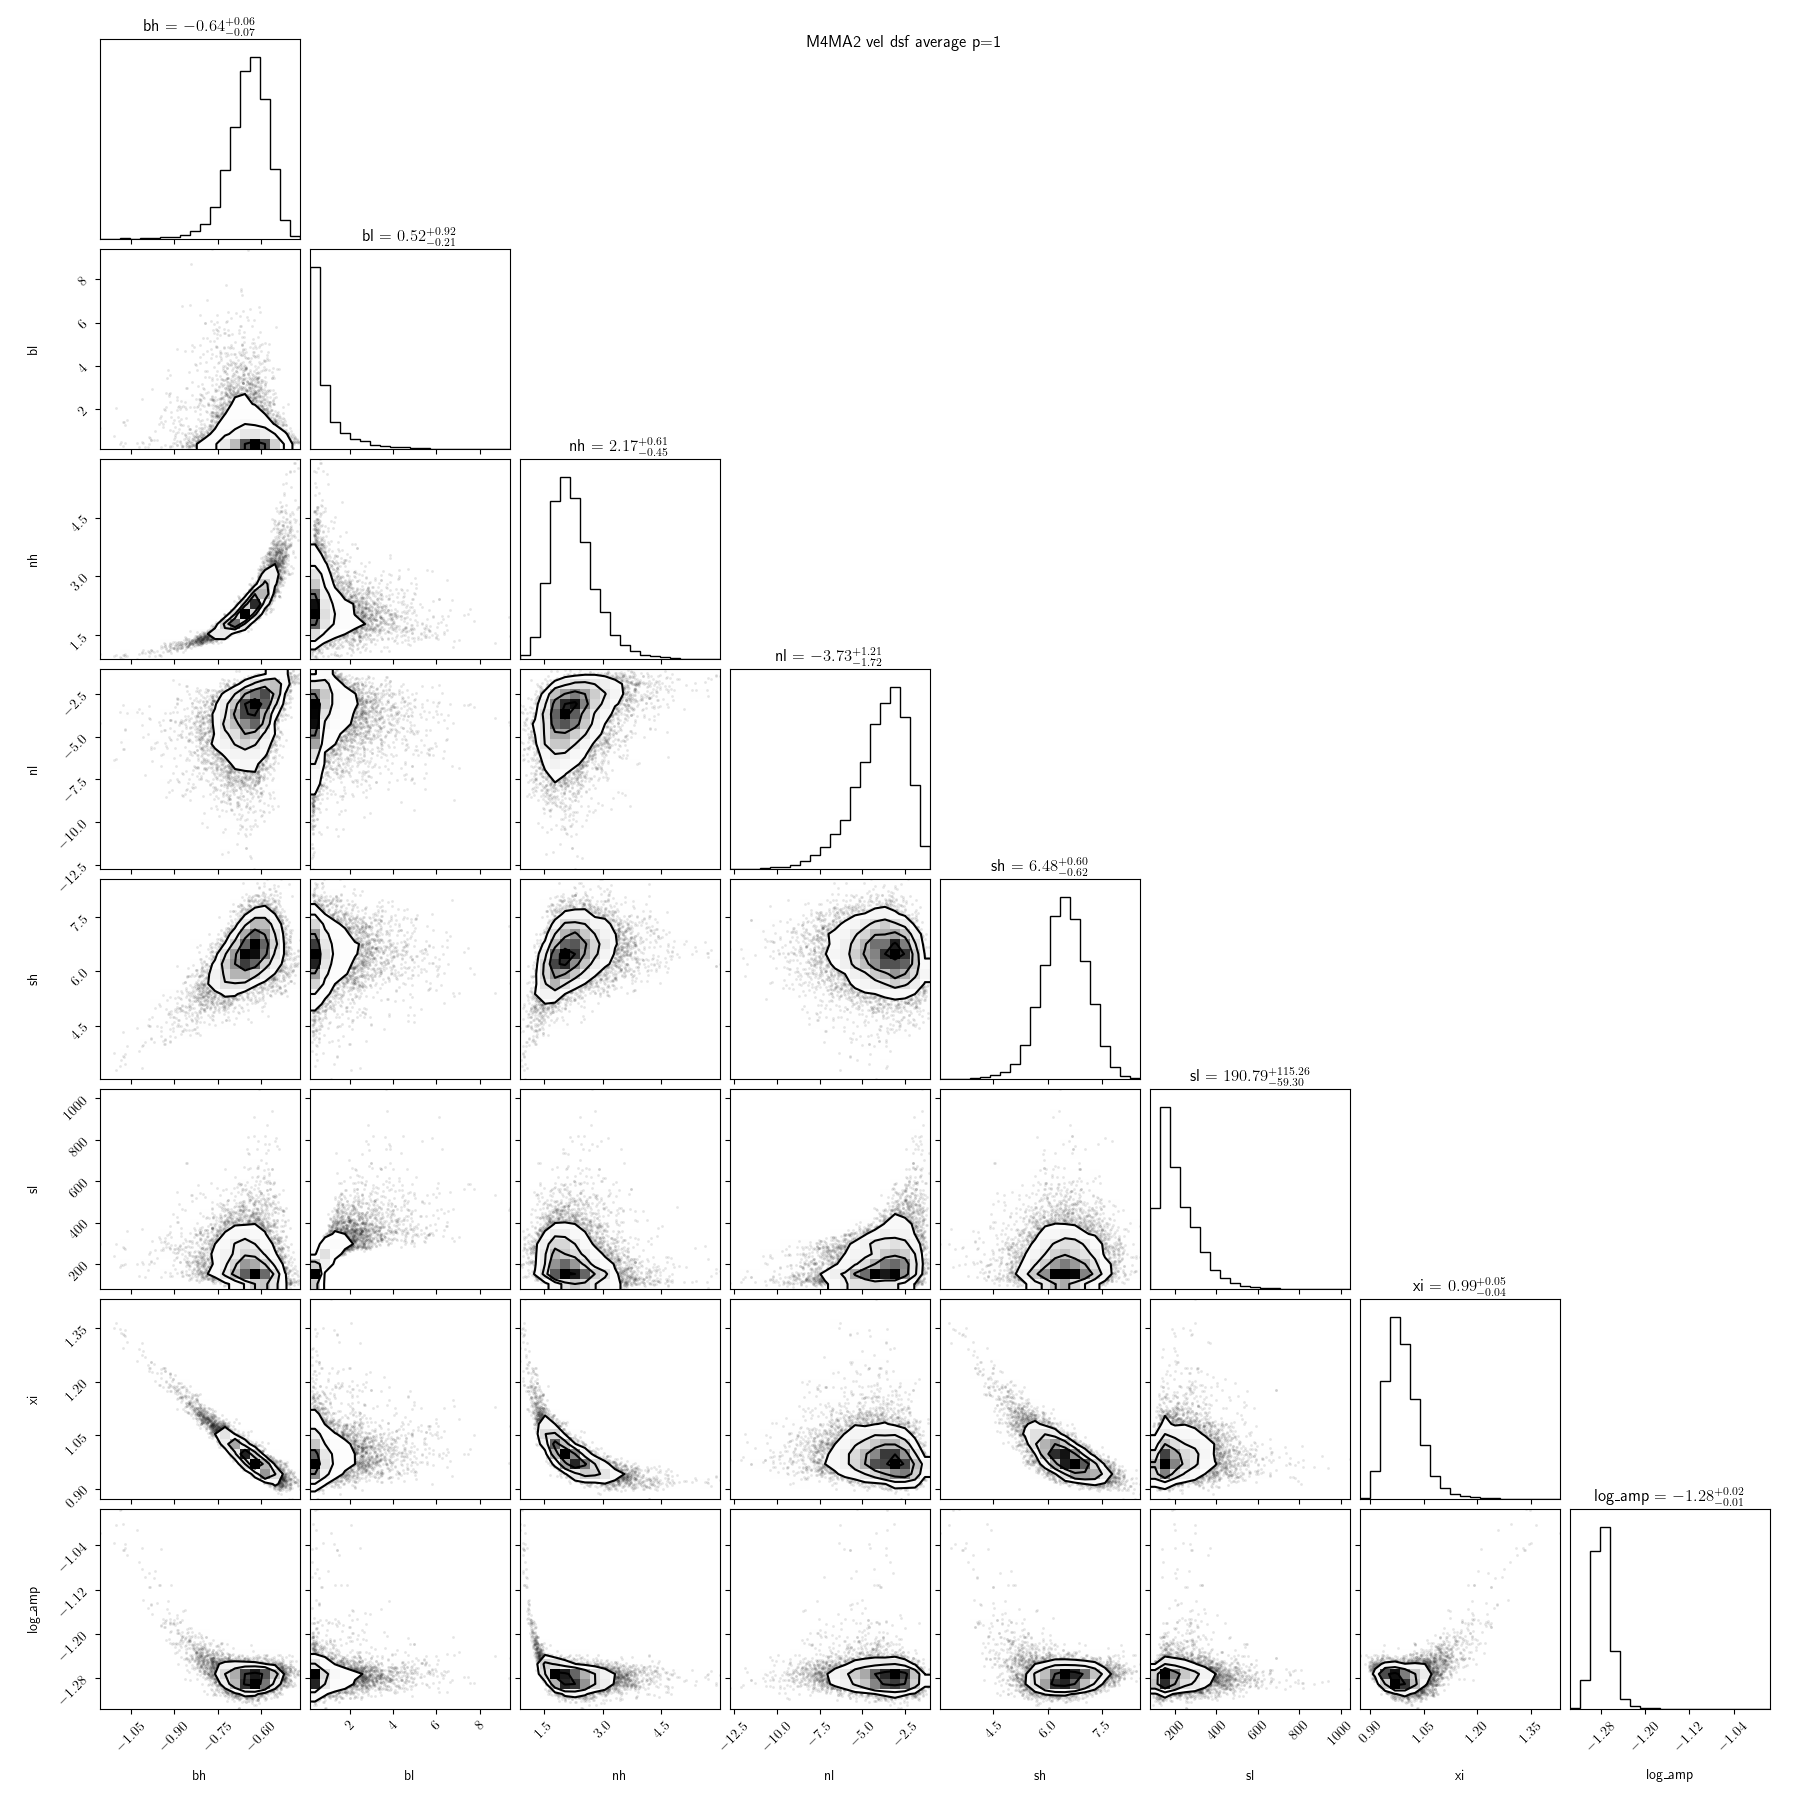 bh = −0.64 +0.06 −0.07
M4MA2 vel dsf average p=1
bl = 0.52 +0.92 −0.21
8
6
4
2
bl
nh = 2.17 +0.61 −0.45
4.5
3.0
1.5
nh
nl = −3.73 +1.21 −1.72
−2.5
−5.0
−7.5
−10.0
−12.5
nl
sh = 6.48 +0.60 −0.62
7.5
6.0
4.5
sh
sl = 190.79 +115.26 −59.30
1000
800
600
400
200
sl
xi = 0.99 +0.05 −0.04
1.35
1.20
1.05
0.90
xi
log_amp = −1.28 +0.02 −0.01
−1.04
−1.12
−1.20
−1.28
log_amp
−1.05 −0.90 −0.75 −0.60 2 4 6 8 1.5 3.0 4.5 −12.5 −10.0 −7.5 −5.0 −2.5 4.5 6.0 7.5 200 400 600 800 1000 0.90 1.05 1.20 1.35 −1.28 −1.20 −1.12 −1.04
bh bl nh nl sh sl xi log_amp